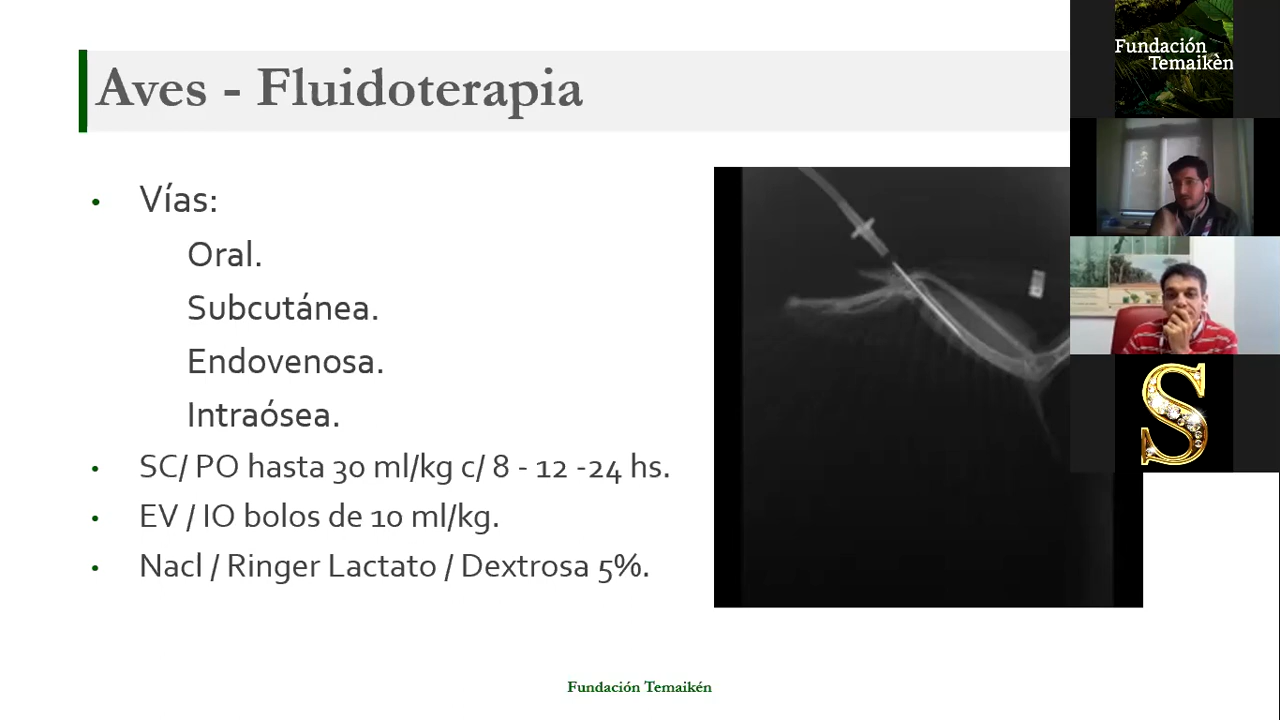 Aves - Fluidoterapia
• Vías:
Oral.
Subcutánea.
Endovenosa.
Intraósea.
• SC/ PO hasta 30 ml/kg c/ 8 - 12 -24 hs.
• EV / IO bolos de 10 ml/kg.
• Nacl / Ringer Lactato / Dextrosa 5%.
Fundación Temaikén
Fundación
Temaikèn
S